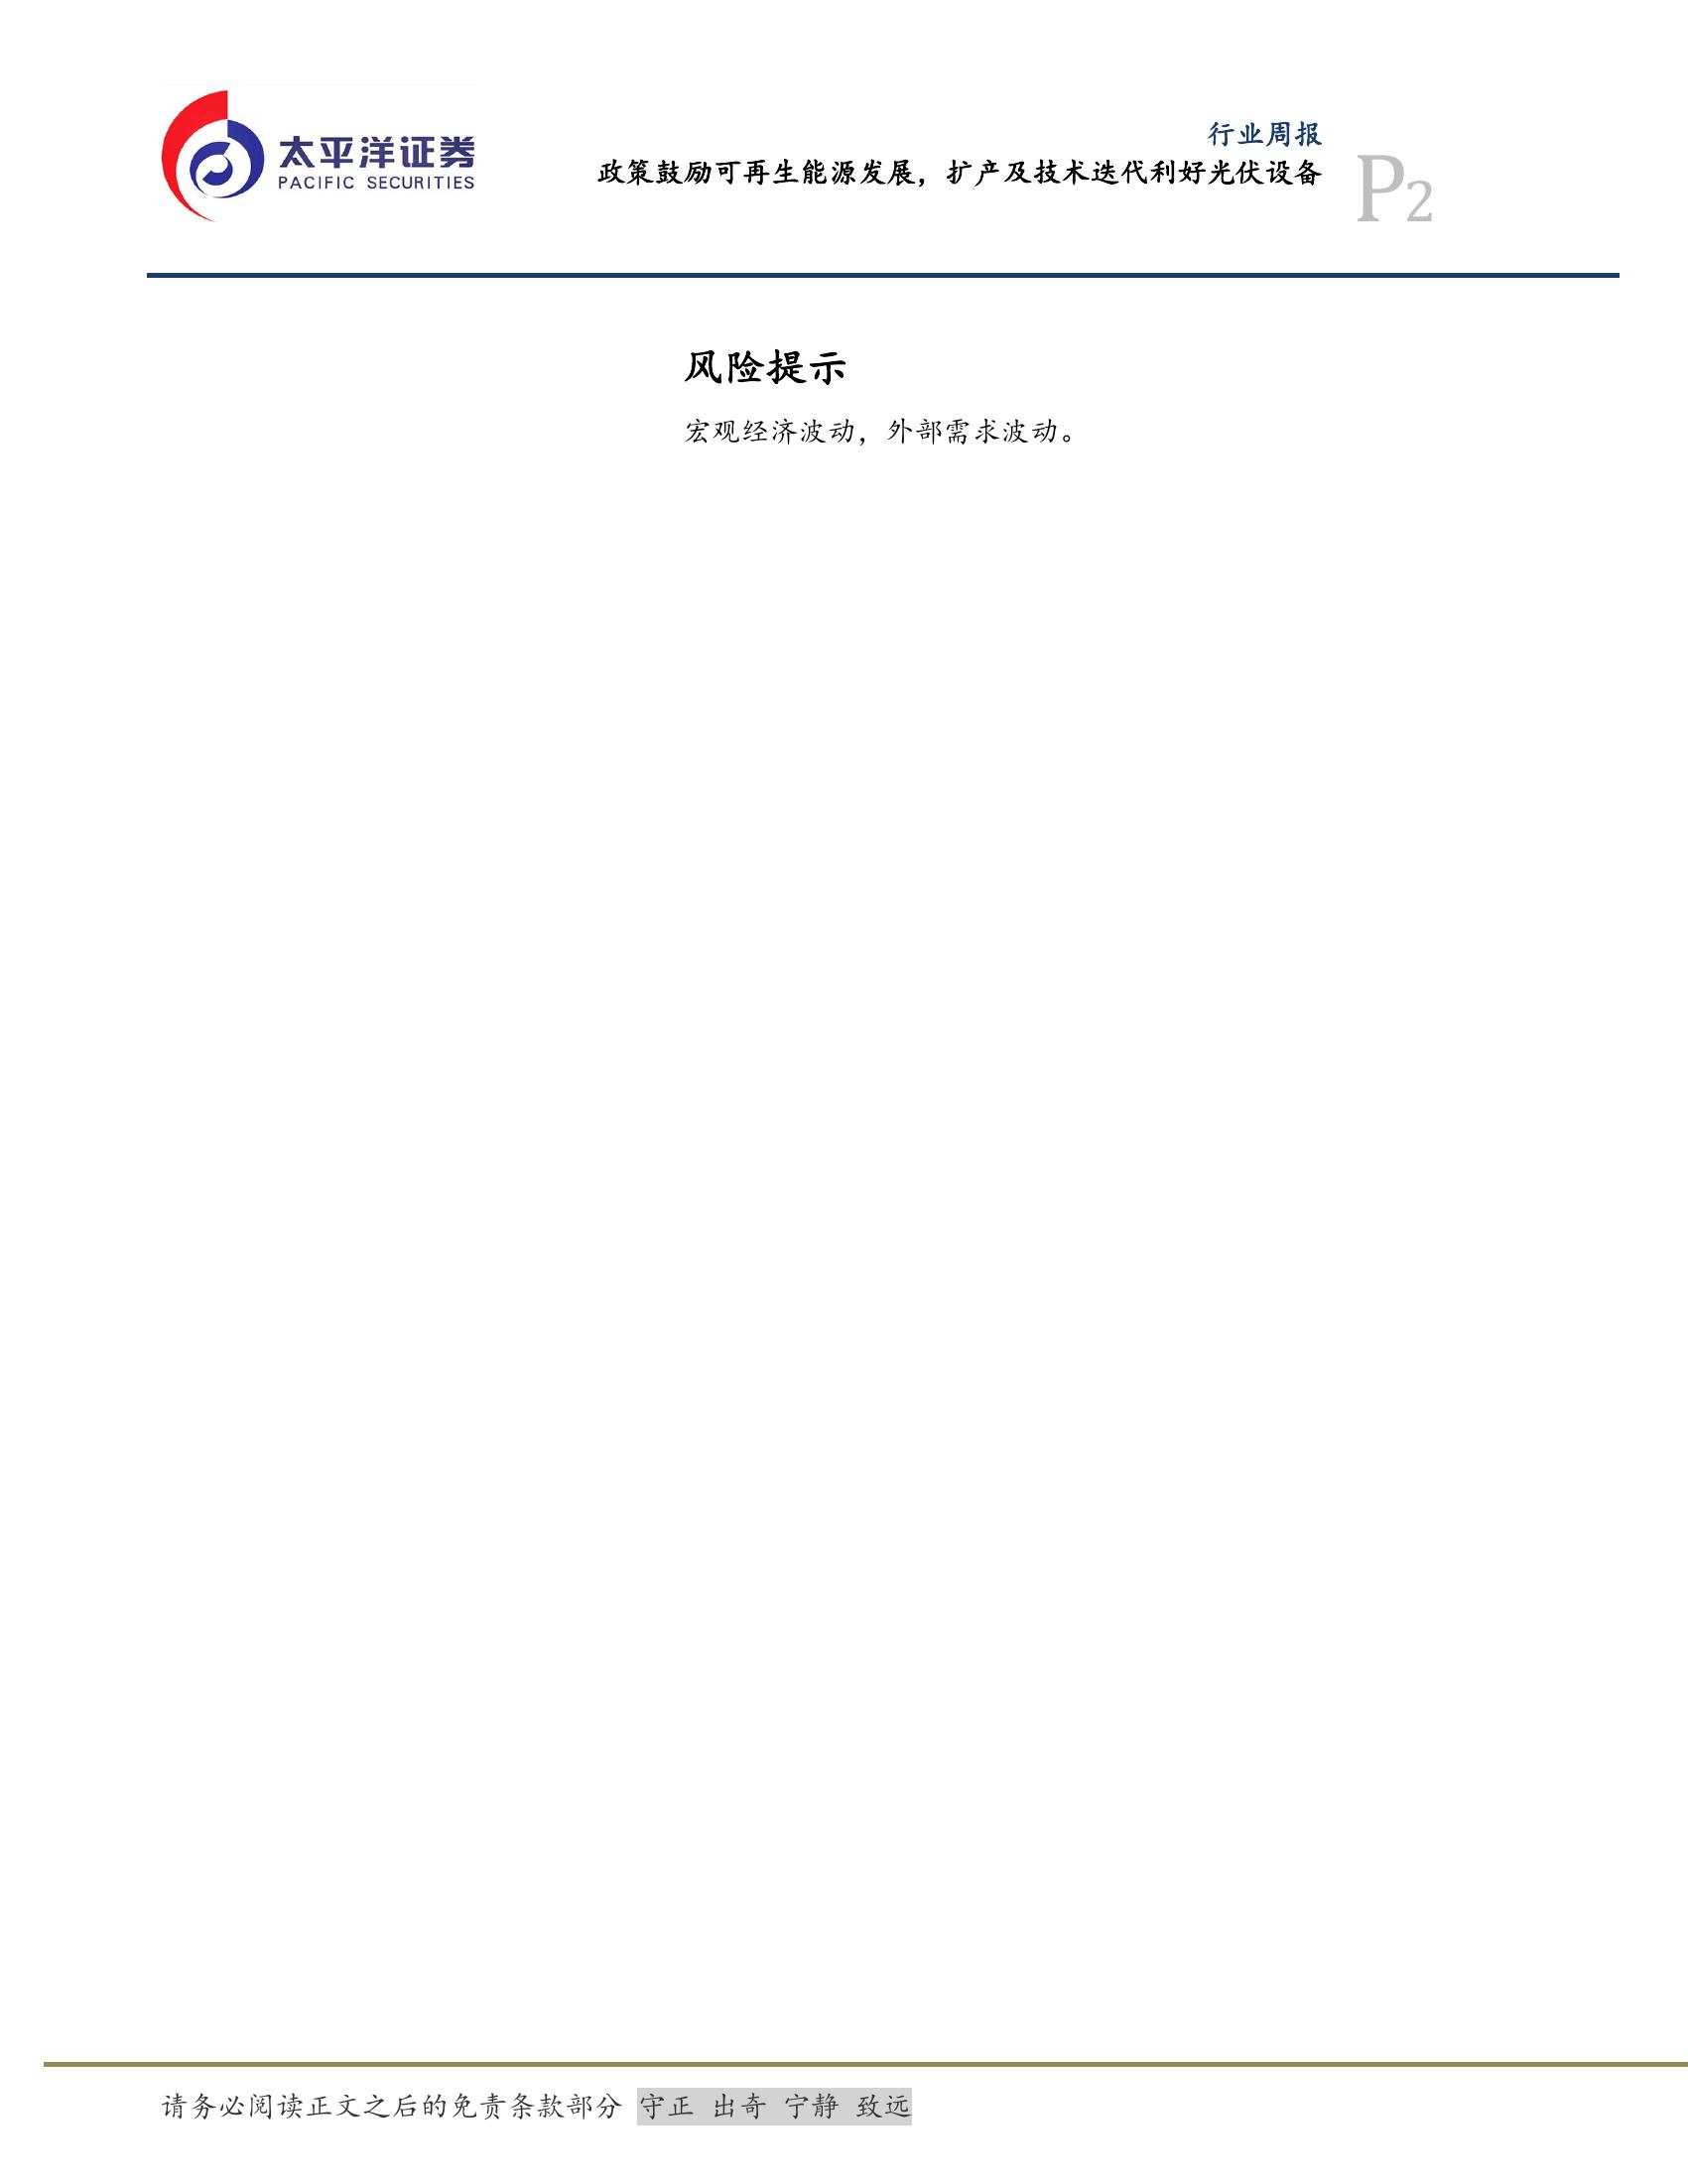 太平洋证券
PACIFIC SECURITIES
行业周报
政策鼓励可再生能源发展，扩产及技术迭代利好光伏设备
P2
风险提示
宏观经济波动，外部需求波动。
请务必阅读正文之后的免责条款部分 守正 出奇 宁静 致远